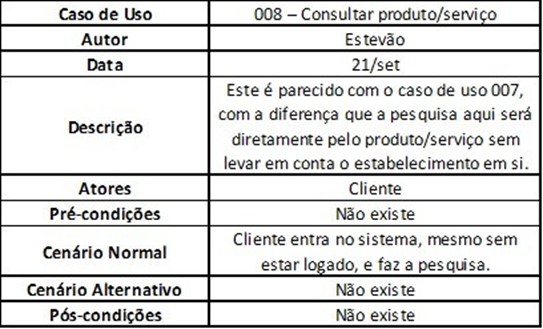 Caso de Uso 008 – Consultar produto/serviço
Autor Estevão
Data 21/set
Descrição Este é parecido com o caso de uso 007,
com a diferença que a pesquisa aqui será
diretamente pelo produto/serviço sem
levar em conta o estabelecimento em si.
Atores Cliente
Pré-condições Não existe
Cenário Normal Cliente entra no sistema, mesmo sem
estar logado, e faz a pesquisa.
Cenário Alternativo Não existe
Pós-condições Não existe